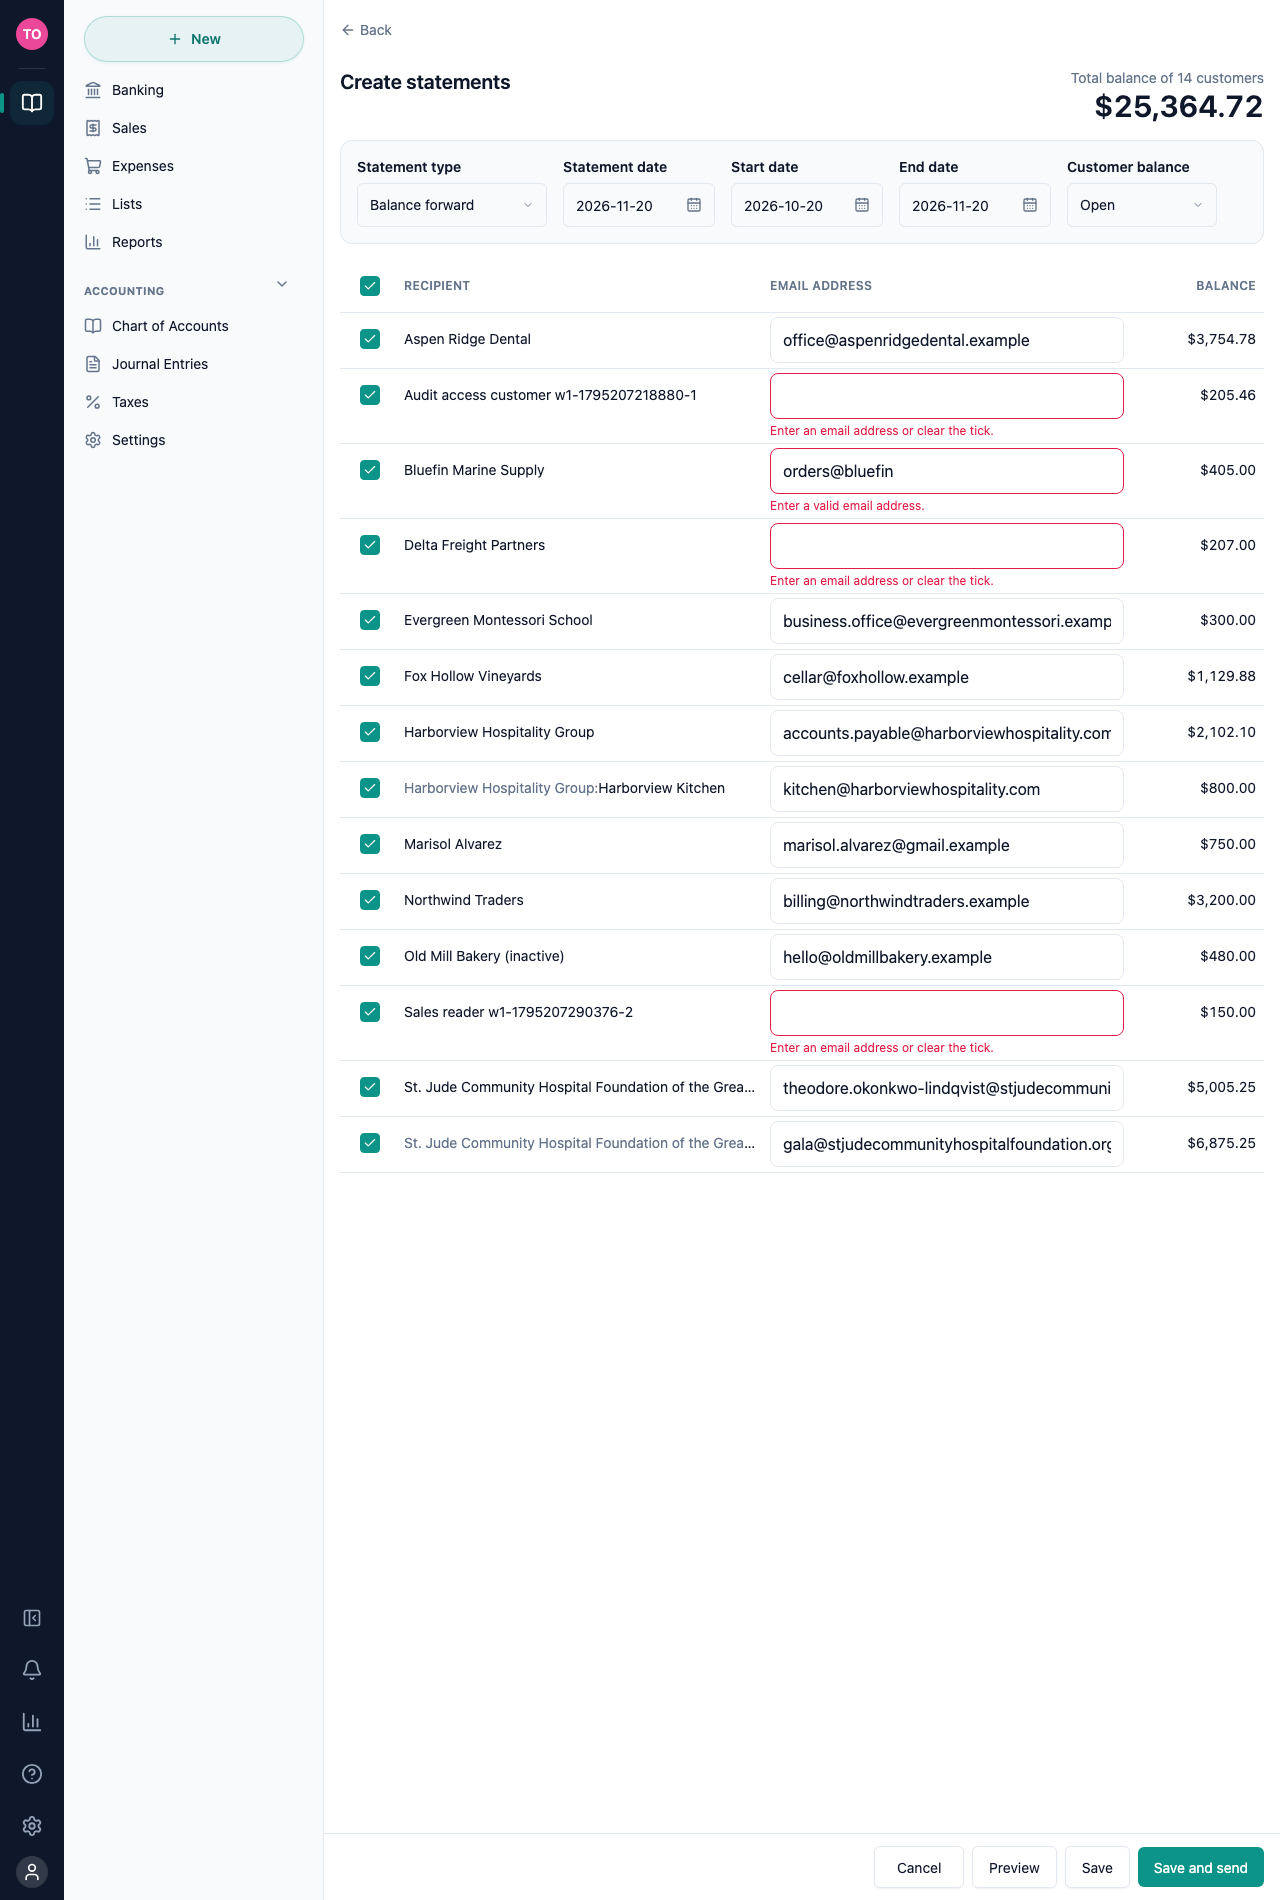 TO
New
Banking
Sales
Expenses
Lists
Reports
ACCOUNTING
Chart of Accounts
Journal Entries
Taxes
Settings
Back
Create statements
Total balance of 14 customers
$25,364.72
Statement type
Statement date
Start date
End date
Customer balance
Balance forward
2026-11-20
2026-10-20
2026-11-20
Open
RECIPIENT EMAIL ADDRESS BALANCE
Aspen Ridge Dental office@aspenridgedental.example $3,754.78
Audit access customer w1-1795207218880-1 $205.46
Enter an email address or clear the tick.
Bluefin Marine Supply orders@bluefin $405.00
Enter a valid email address.
Delta Freight Partners $207.00
Enter an email address or clear the tick.
Evergreen Montessori School business.office@evergreenmontessori.examp $300.00
Fox Hollow Vineyards cellar@foxhollow.example $1,129.88
Harborview Hospitality Group accounts.payable@harborviewhospitality.com $2,102.10
Harborview Hospitality Group:Harborview Kitchen kitchen@harborviewhospitality.com $800.00
Marisol Alvarez marisol.alvarez@gmail.example $750.00
Northwind Traders billing@northwindtraders.example $3,200.00
Old Mill Bakery (inactive) hello@oldmillbakery.example $480.00
Sales reader w1-1795207290376-2 $150.00
Enter an email address or clear the tick.
St. Jude Community Hospital Foundation of the Grea... theodore.okonkwo-lindqvist@stjudecommuni $5,005.25
St. Jude Community Hospital Foundation of the Grea... gala@stjudecommunityhospitalfoundation.org $6,875.25
Cancel
Preview
Save
Save and send